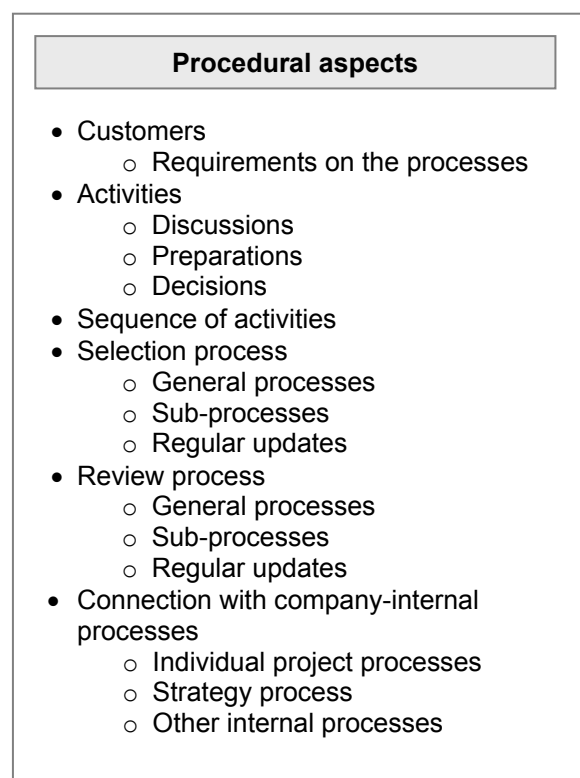 Procedural aspects
• Customers
o Requirements on the processes
• Activities
o Discussions
o Preparations
o Decisions
• Sequence of activities
• Selection process
o General processes
o Sub-processes
o Regular updates
• Review process
o General processes
o Sub-processes
o Regular updates
• Connection with company-internal
processes
o Individual project processes
o Strategy process
o Other internal processes